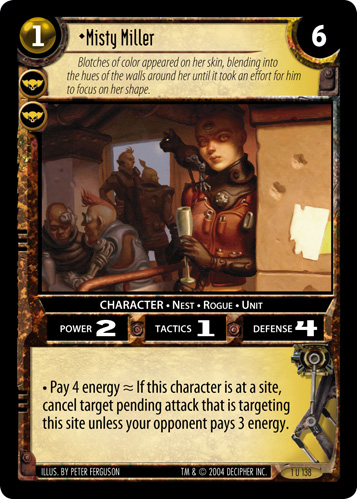 1 •Misty Miller 6
Blotches of color appeared on her skin, blending into
the hues of the walls around her until it took an effort for him
to focus on her shape.
CHARACTER • NEST • ROGUE • UNIT
POWER 2 TACTICS 1 DEFENSE 4
• Pay 4 energy ≈ If this character is at a site,
cancel target pending attack that is targeting
this site unless your opponent pays 3 energy.
ILLUS. BY PETER FERGUSON TM & © 2004 DECIPHER INC. 1 U 138